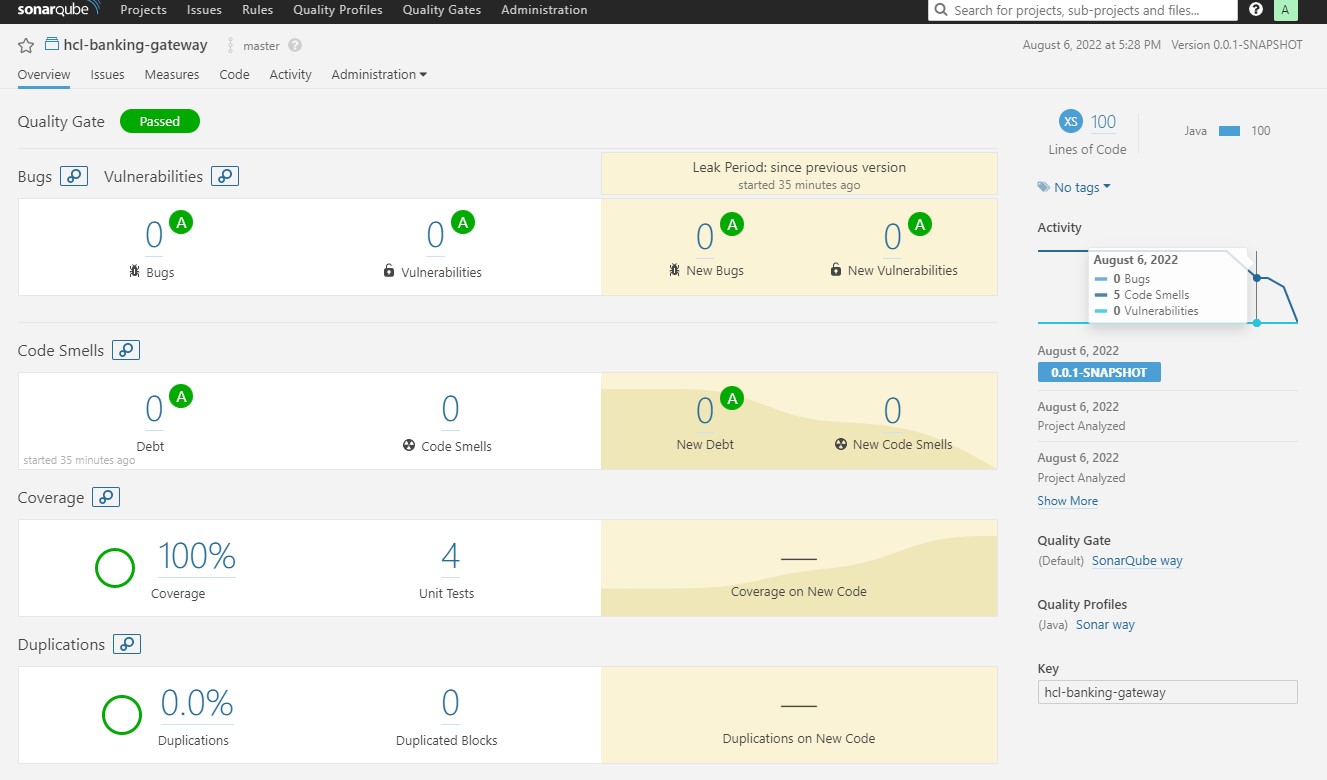 sonarqube Projects Issues Rules Quality Profiles Quality Gates Administration Search for projects, sub-projects and files... ? A
hcl-banking-gateway master ? August 6, 2022 at 5:28 PM Version 0.0.1-SNAPSHOT
Overview Issues Measures Code Activity Administration
Quality Gate Passed
Bugs Vulnerabilities
Leak Period: since previous version
started 35 minutes ago
0 A 0 A 0 A 0 A
Bugs Vulnerabilities New Bugs New Vulnerabilities
Code Smells
0 A 0 0 A 0
Debt Code Smells New Debt New Code Smells
started 35 minutes ago
Coverage
100% 4 —
Coverage Unit Tests Coverage on New Code
Duplications
0.0% 0 —
Duplications Duplicated Blocks Duplications on New Code
XS 100 Java 100
Lines of Code
No tags
Activity
August 6, 2022
0 Bugs
5 Code Smells
0 Vulnerabilities
August 6, 2022
0.0.1-SNAPSHOT
August 6, 2022
Project Analyzed
August 6, 2022
Project Analyzed
Show More
Quality Gate
(Default) SonarQube way
Quality Profiles
(Java) Sonar way
Key
hcl-banking-gateway